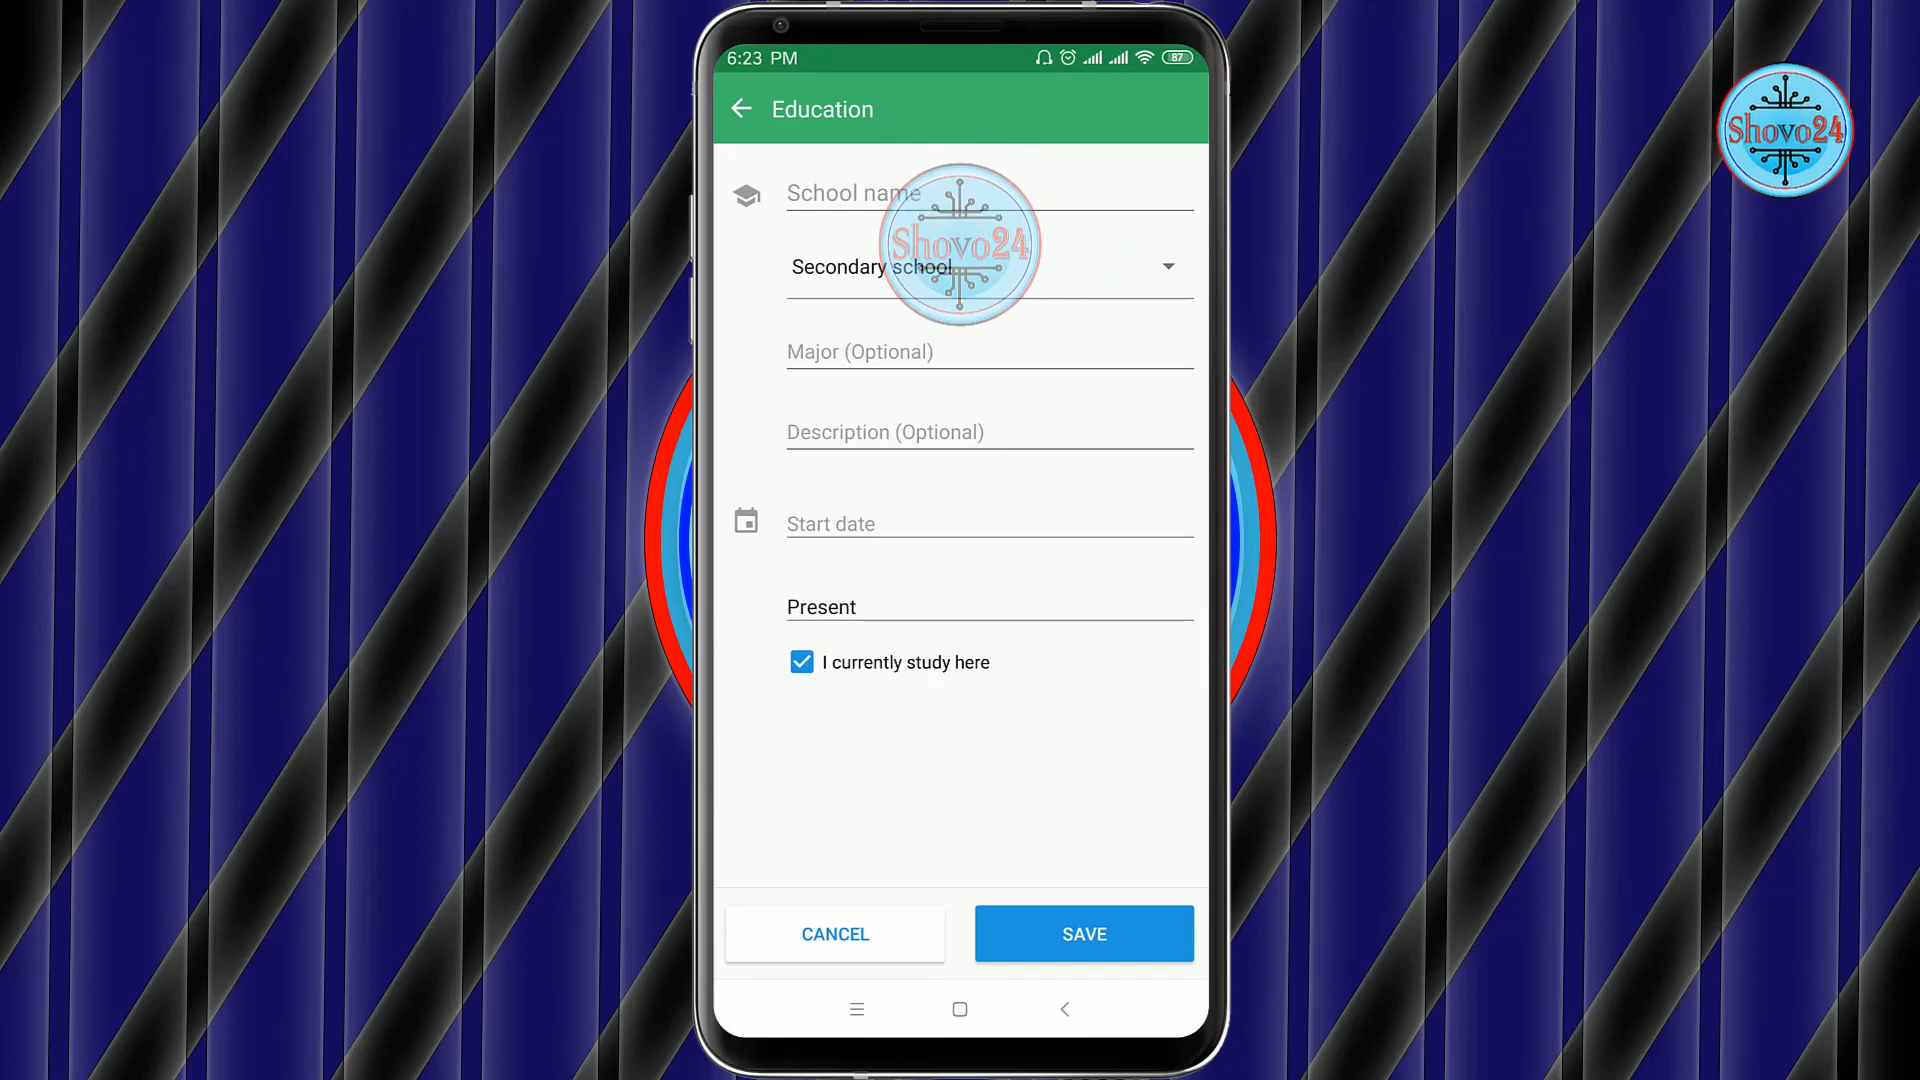 6:23 PM
87
Education
Shovo24
School name
Shovo24
Secondary school
Major (Optional)
Description (Optional)
Start date
Present
I currently study here
CANCEL
SAVE